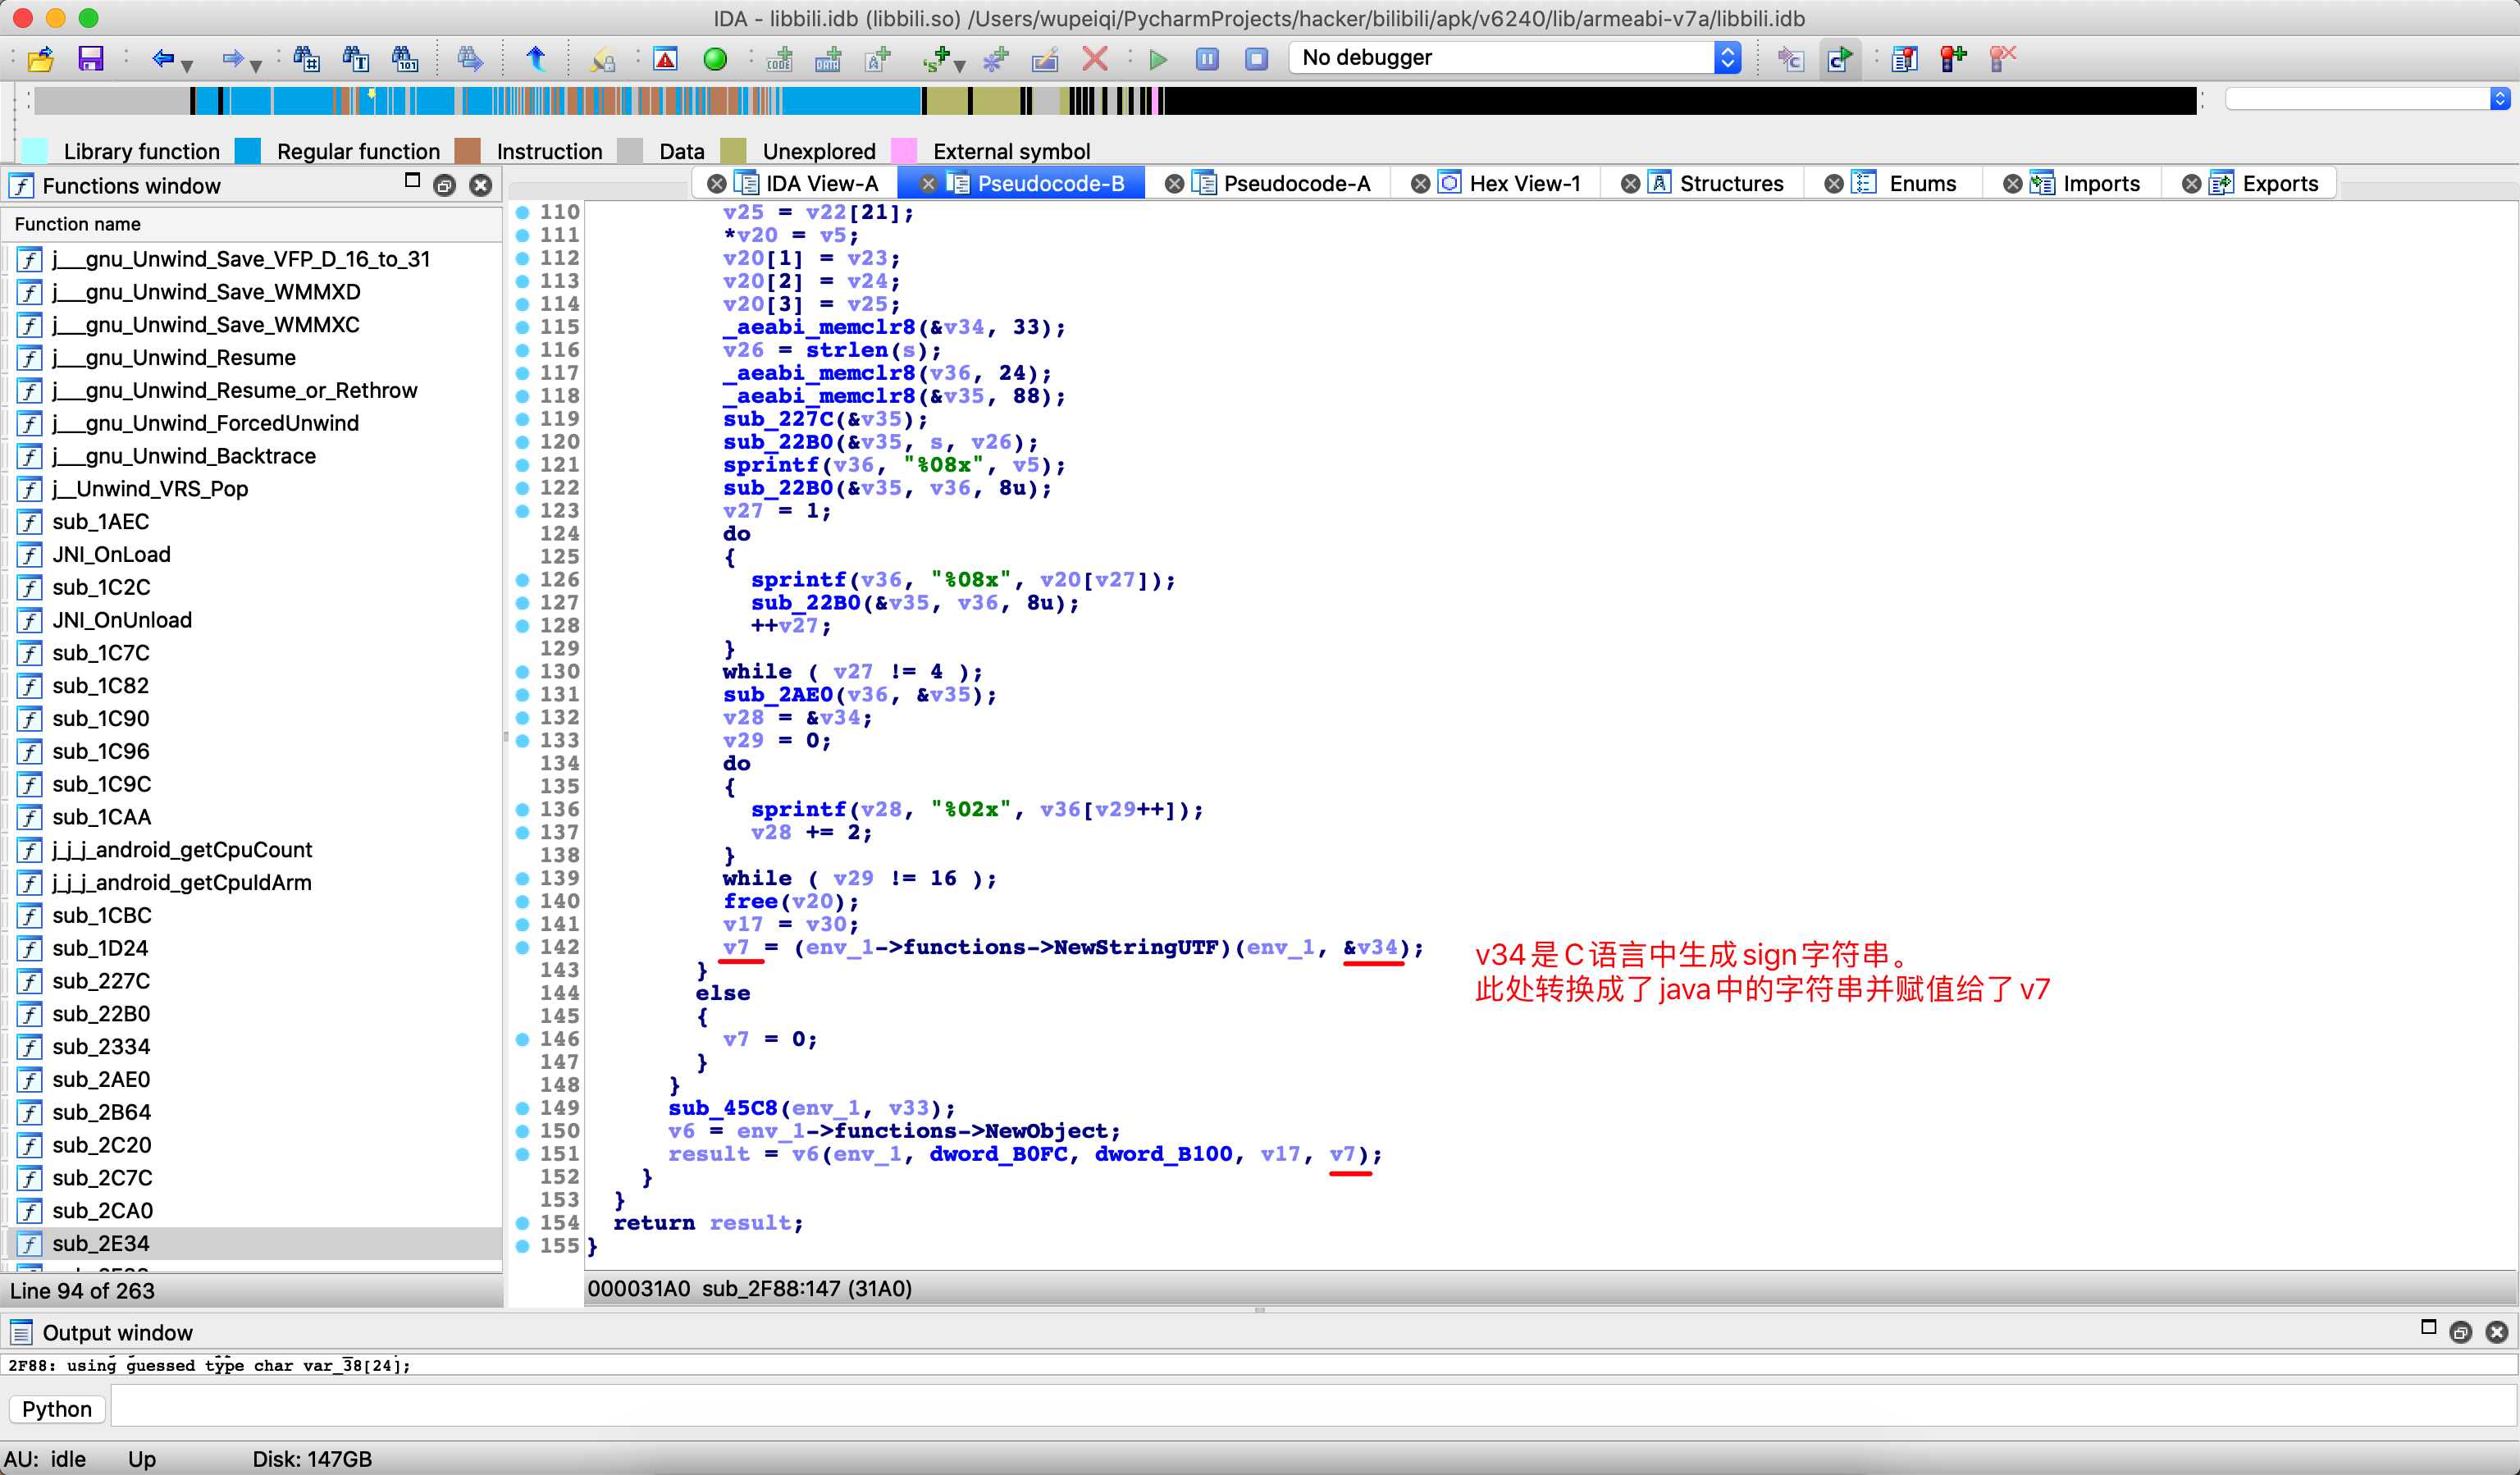 IDA - libbili.idb (libbili.so) /Users/wupeiqi/PycharmProjects/hacker/bilibili/apk/v6240/lib/armeabi-v7a/libbili.idb
No debugger
Library function Regular function Instruction Data Unexplored External symbol
Functions window
IDA View-A Pseudocode-B Pseudocode-A Hex View-1 Structures Enums Imports Exports
Function name
j___gnu_Unwind_Save_VFP_D_16_to_31
j___gnu_Unwind_Save_WMMXD
j___gnu_Unwind_Save_WMMXC
j___gnu_Unwind_Resume
j___gnu_Unwind_Resume_or_Rethrow
j___gnu_Unwind_ForcedUnwind
j___gnu_Unwind_Backtrace
j__Unwind_VRS_Pop
sub_1AEC
JNI_OnLoad
sub_1C2C
JNI_OnUnload
sub_1C7C
sub_1C82
sub_1C90
sub_1C96
sub_1C9C
sub_1CAA
j_j_j_android_getCpuCount
j_j_j_android_getCpuIdArm
sub_1CBC
sub_1D24
sub_227C
sub_22B0
sub_2334
sub_2AE0
sub_2B64
sub_2C20
sub_2C7C
sub_2CA0
sub_2E34
Line 94 of 263
110 v25 = v22[21];
111 *v20 = v5;
112 v20[1] = v23;
113 v20[2] = v24;
114 v20[3] = v25;
115 _aeabi_memclr8(&v34, 33);
116 v26 = strlen(s);
117 _aeabi_memclr8(v36, 24);
118 _aeabi_memclr8(&v35, 88);
119 sub_227C(&v35);
120 sub_22B0(&v35, s, v26);
121 sprintf(v36, "%08x", v5);
122 sub_22B0(&v35, v36, 8u);
123 v27 = 1;
124 do
125 {
126 sprintf(v36, "%08x", v20[v27]);
127 sub_22B0(&v35, v36, 8u);
128 ++v27;
129 }
130 while ( v27 != 4 );
131 sub_2AE0(v36, &v35);
132 v28 = &v34;
133 v29 = 0;
134 do
135 {
136 sprintf(v28, "%02x", v36[v29++]);
137 v28 += 2;
138 }
139 while ( v29 != 16 );
140 free(v20);
141 v17 = v30;
142 v7 = (env_1->functions->NewStringUTF)(env_1, &v34);
143 }
144 else
145 {
146 v7 = 0;
147 }
148 }
149 sub_45C8(env_1, v33);
150 v6 = env_1->functions->NewObject;
151 result = v6(env_1, dword_B0FC, dword_B100, v17, v7);
152 }
153 }
154 return result;
155 }
v34是C语言中生成sign字符串。
此处转换成了java中的字符串并赋值给了v7
000031A0 sub_2F88:147 (31A0)
Output window
2F88: using guessed type char var_38[24];
Python
AU: idle Up Disk: 147GB